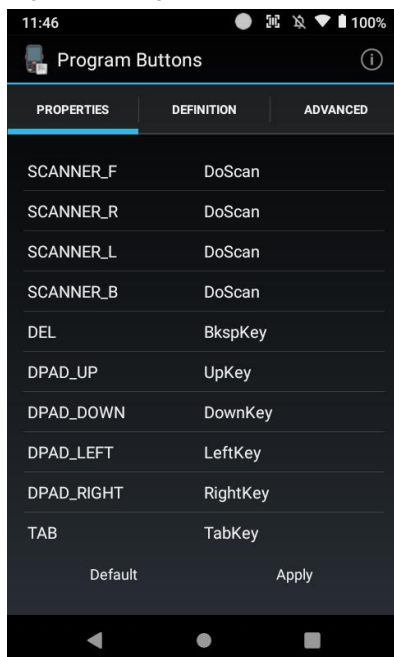 11:46 100%
Program Buttons
PROPERTIES DEFINITION ADVANCED
SCANNER_F DoScan
SCANNER_R DoScan
SCANNER_L DoScan
SCANNER_B DoScan
DEL BkspKey
DPAD_UP UpKey
DPAD_DOWN DownKey
DPAD_LEFT LeftKey
DPAD_RIGHT RightKey
TAB TabKey
Default Apply